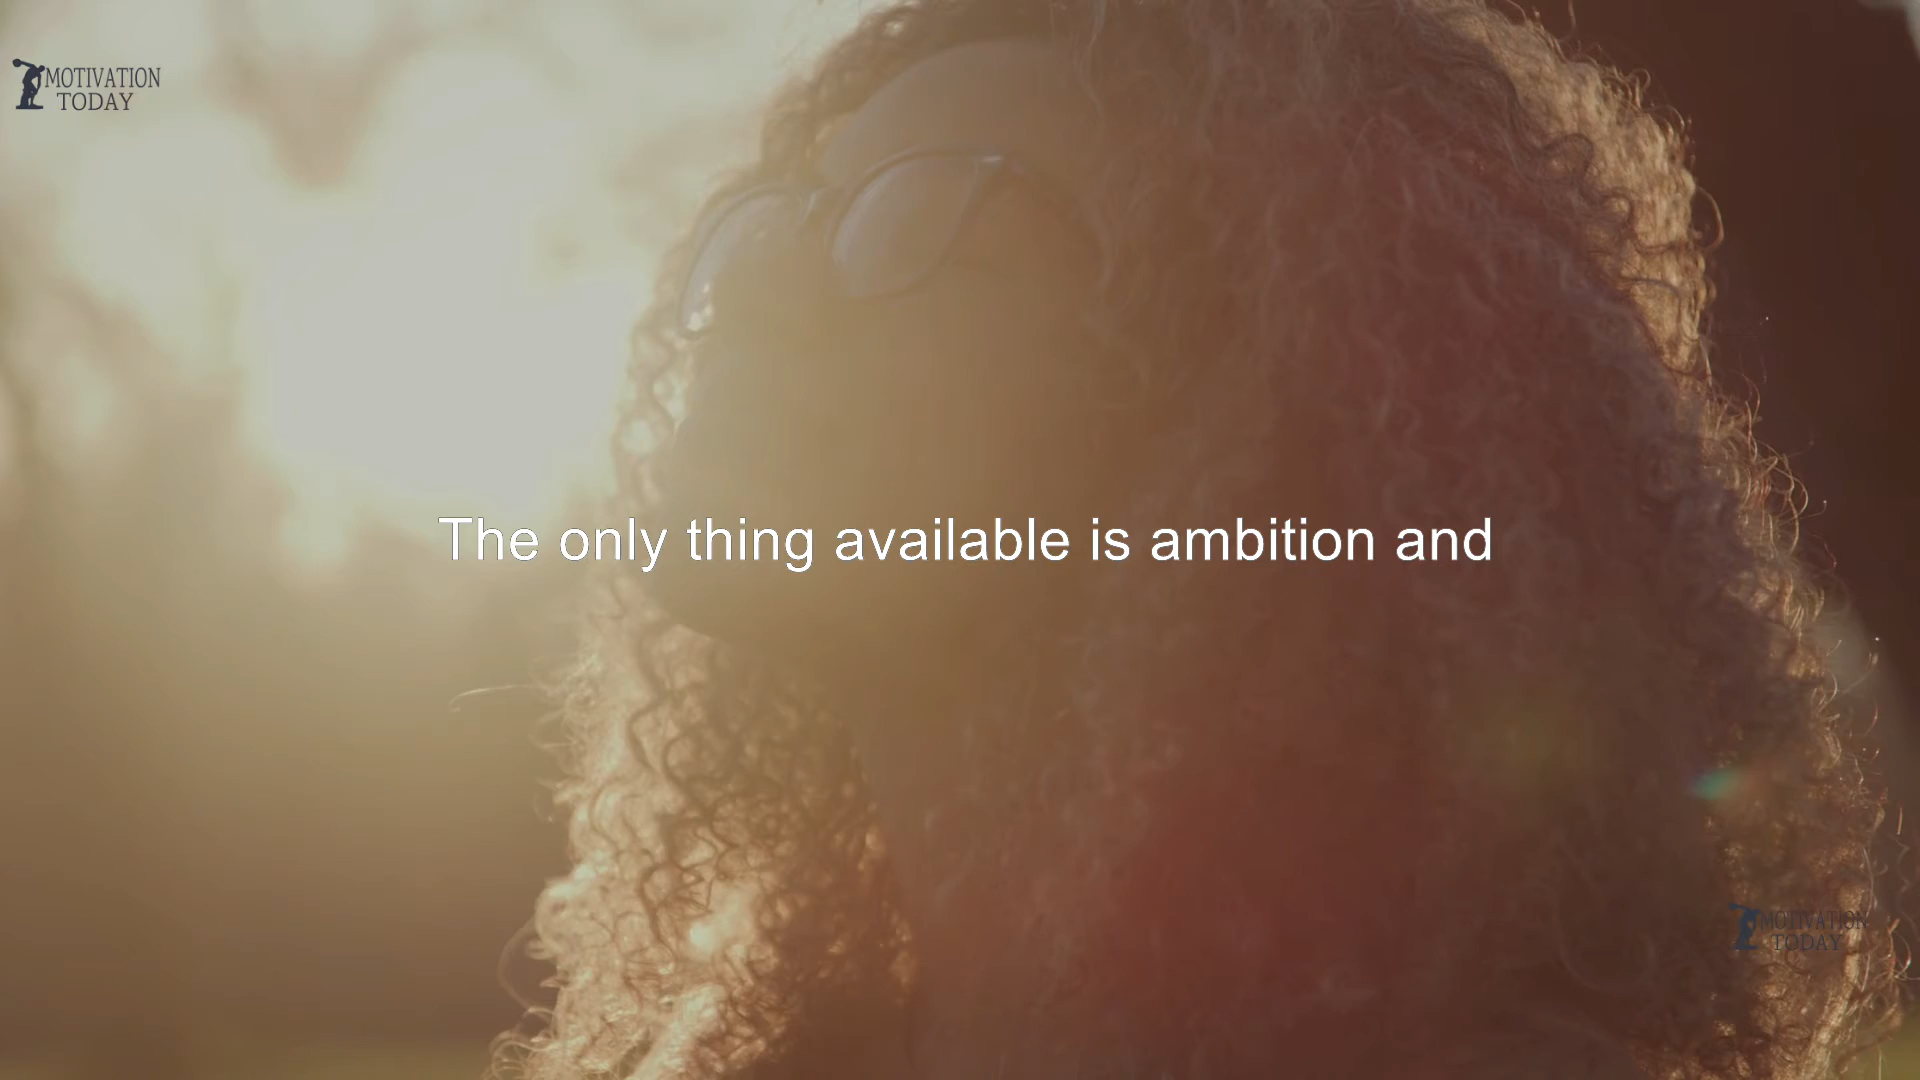 MOTIVATION
TODAY
The only thing available is ambition and
MOTIVATION
TODAY